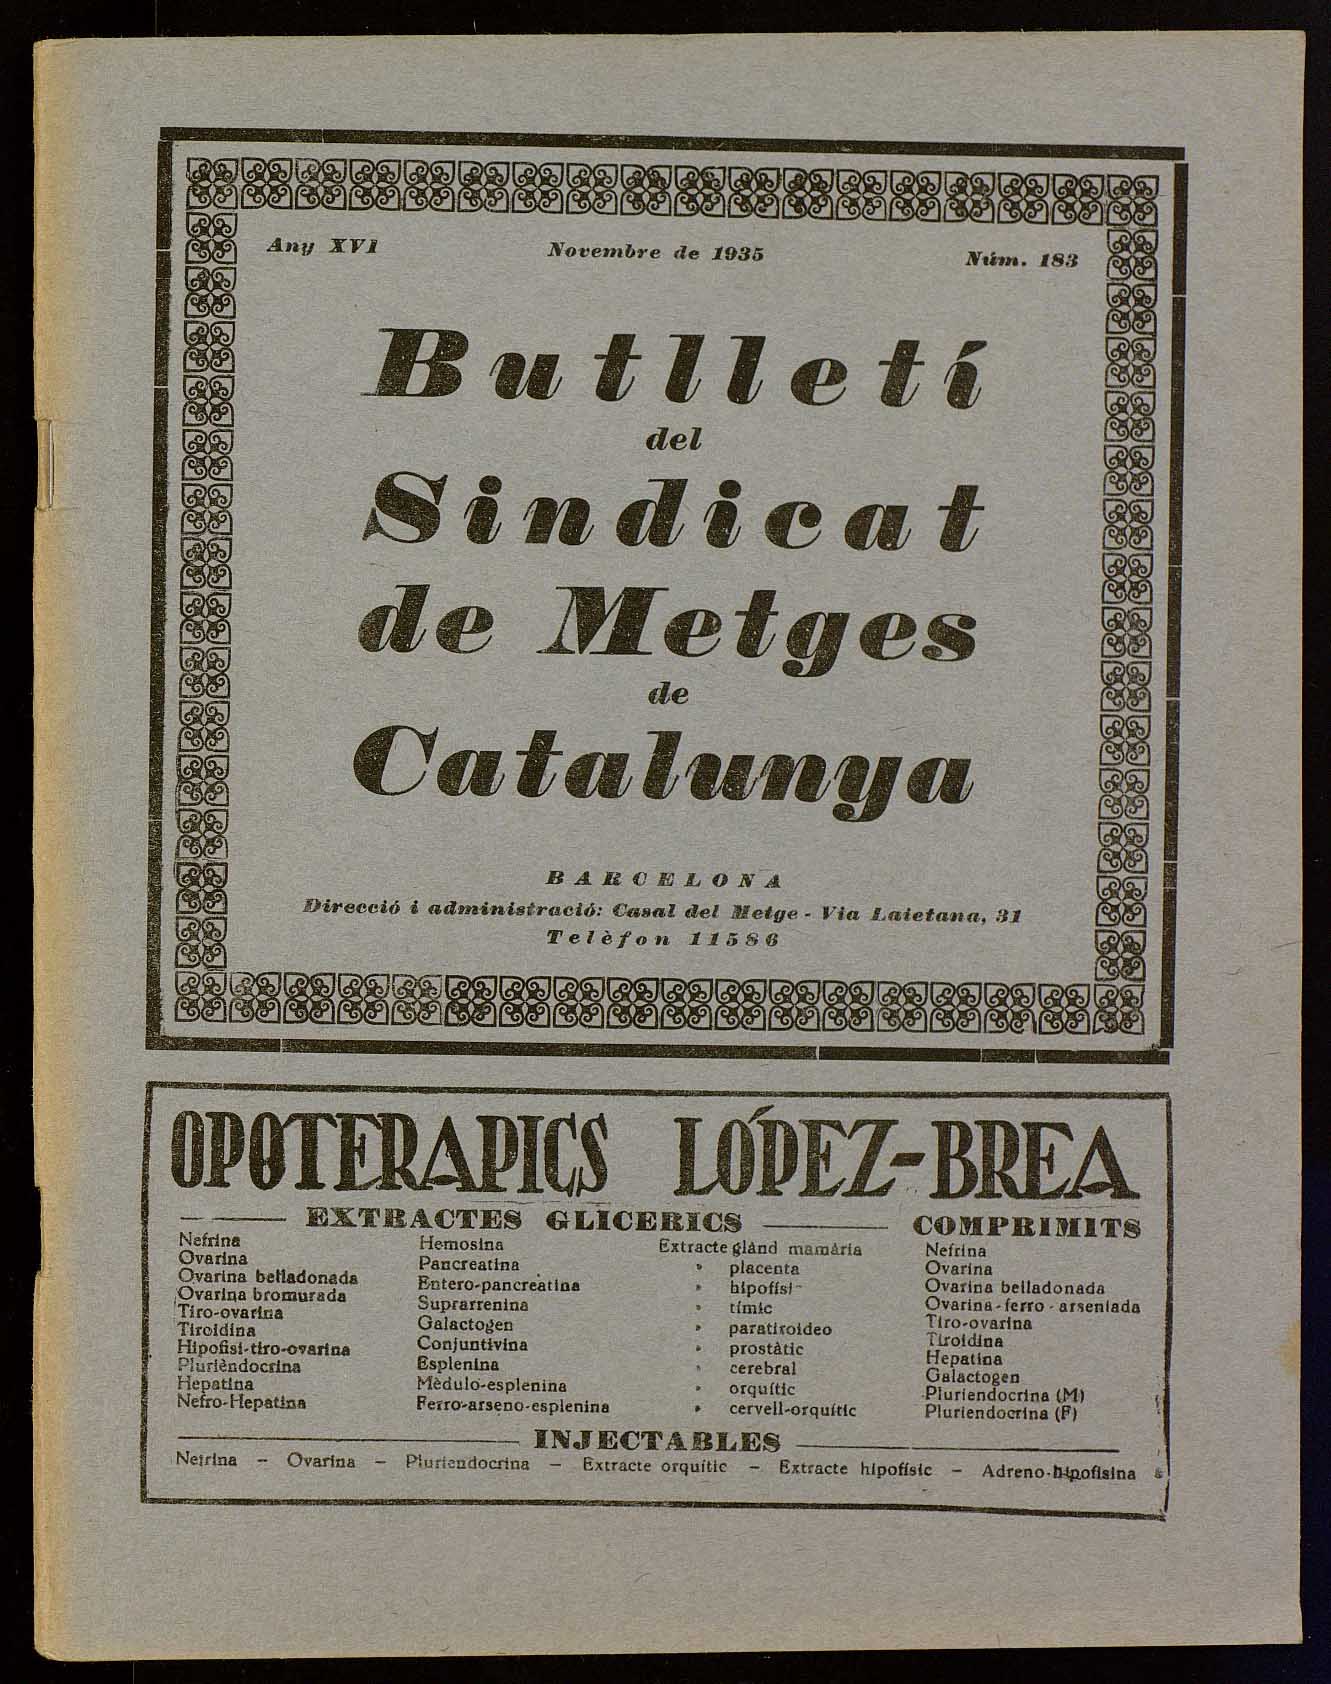 Any XVI Novembre de 1935 Núm. 183
Butlletí
del
Sindicat
de Metges
de
Catalunya
BARCELONA
Direcció i administració: Casal del Metge - Via Laietana, 31
Telèfon 11586
OPOTERAPICS LÓPEZ-BREA
EXTRACTES GLICERICS
Nefrina
Ovarina
Ovarina belladonada
Ovarina bromurada
Tiro-ovarina
Tiroidina
Hipofisi-tiro-ovarina
Plurièndocrina
Hepatina
Nefro-Hepatina
Hemosina
Pancreatina
Entero-pancreàtina
Suprarrenina
Galactogen
Conjuntivina
Esplenina
Mèdulo-esplenina
Ferro-arseno-esplenina
Extracte glànd mamària
» placenta
» hipofísi
» tímic
» paratiroideo
» prostàtic
» cerebral
» orquític
» cervell-orquític
COMPRIMITS
Nefrina
Ovarina
Ovarina belladonada
Ovarina-ferro-arseniada
Tiro-ovarina
Tiroidina
Hepatina
Galactogen
Pluriendocrina (M)
Pluriendocrina (F)
INJECTABLES
Nefrina - Ovarina - Pluriendocrina - Extracte orquític - Extracte hipofísic - Adreno-hipofisina